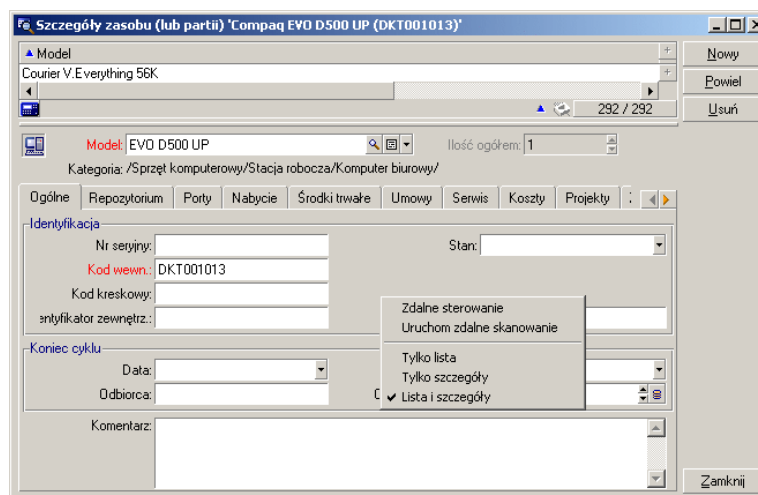 Szczegóły zasobu (lub partii) 'Compaq EVO D500 UP (DKT001013)'
Model
Courier V.Everything 56K
292 / 292
Nowy
Powiel
Usuń
Model: EVO D500 UP Ilość ogółem: 1
Kategoria: /Sprzęt komputerowy/Stacja robocza/Komputer biurowy/
Ogólne Repozytorium Porty Nabycie Środki trwałe Umowy Serwis Koszty Projekty
Identyfikacja
Nr seryjny: Stan:
Kod wewn.: DKT001013
Kod kreskowy:
entyfikator zewnętrz.:
Zdalne sterowanie
Uruchom zdalne skanowanie
Tylko lista
Tylko szczegóły
Lista i szczegóły
Koniec cyklu
Data:
Odbiorca:
Komentarz:
Zamknij